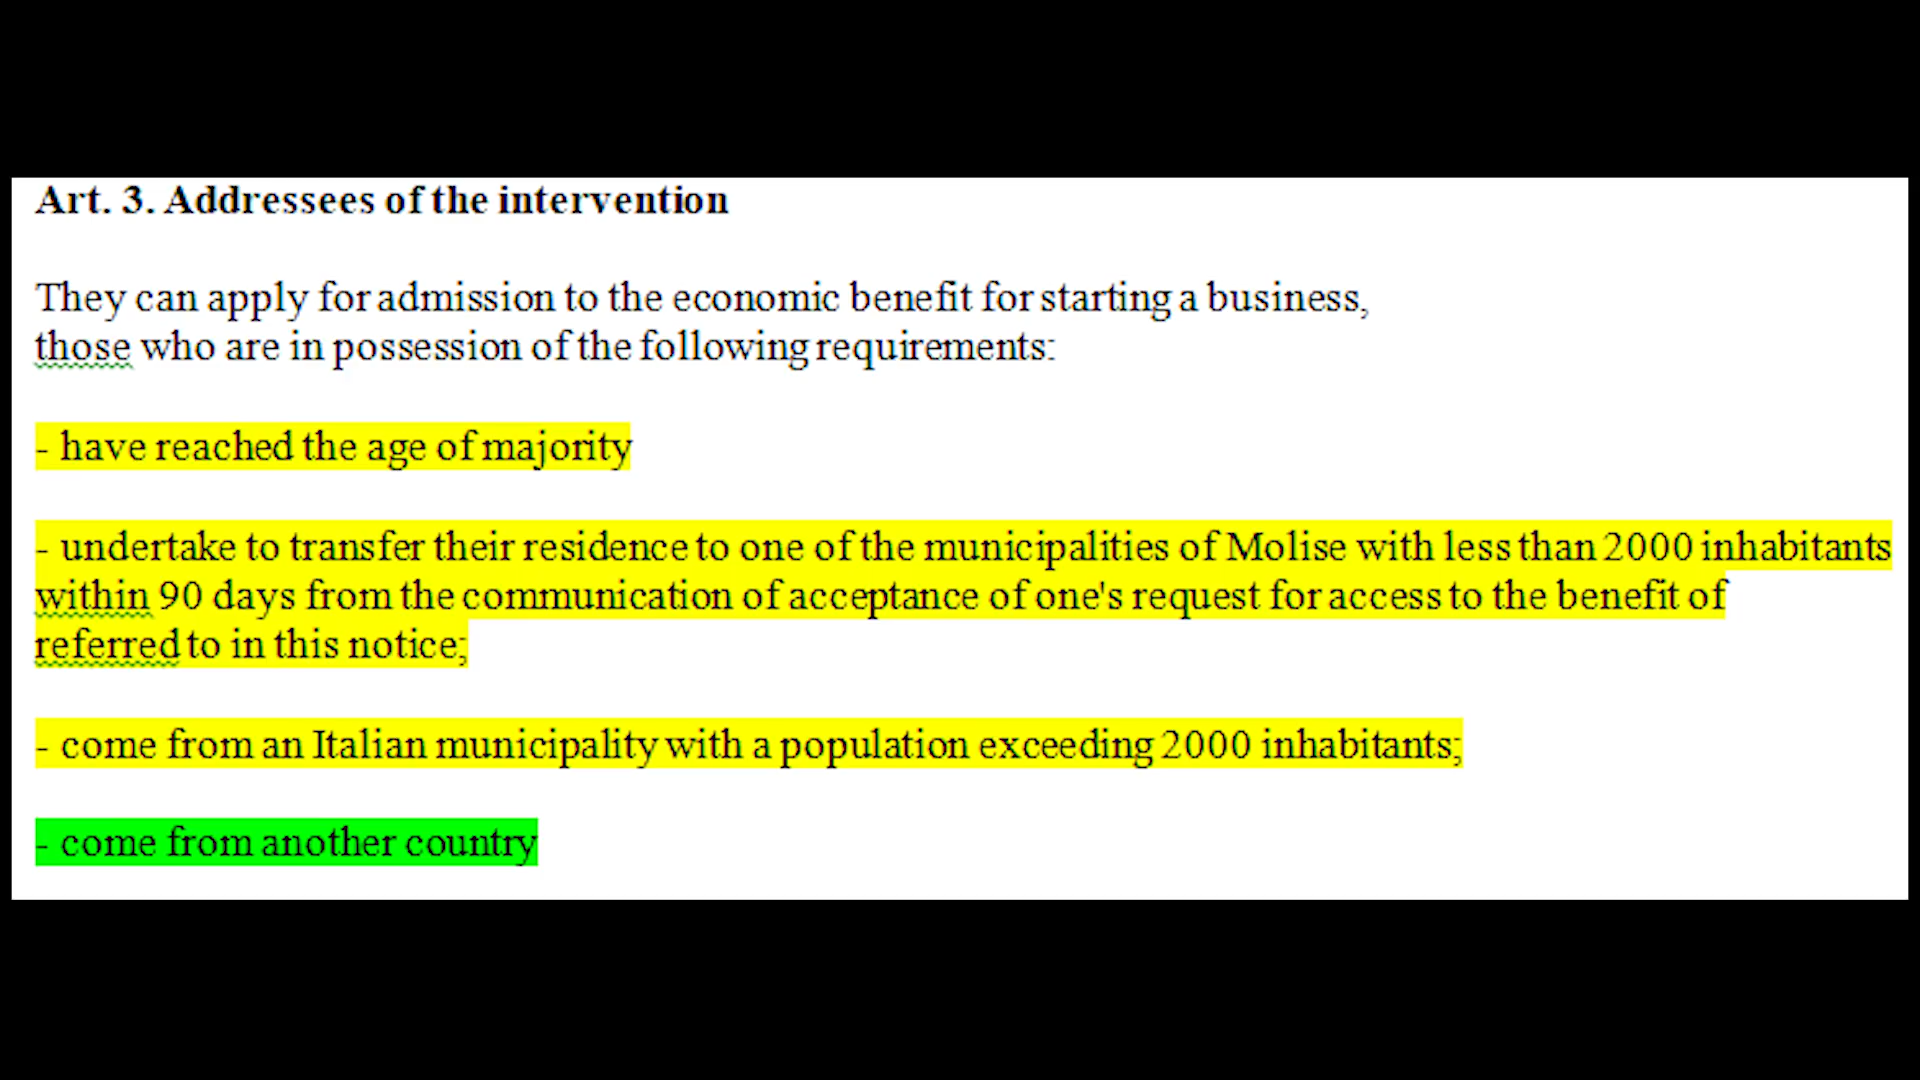 Art. 3. Addressees of the intervention
They can apply for admission to the economic benefit for starting a business,
those who are in possession of the following requirements:
- have reached the age of majority
- undertake to transfer their residence to one of the municipalities of Molise with less than 2000 inhabitants
within 90 days from the communication of acceptance of one's request for access to the benefit of
referred to in this notice;
- come from an Italian municipality with a population exceeding 2000 inhabitants;
- come from another country